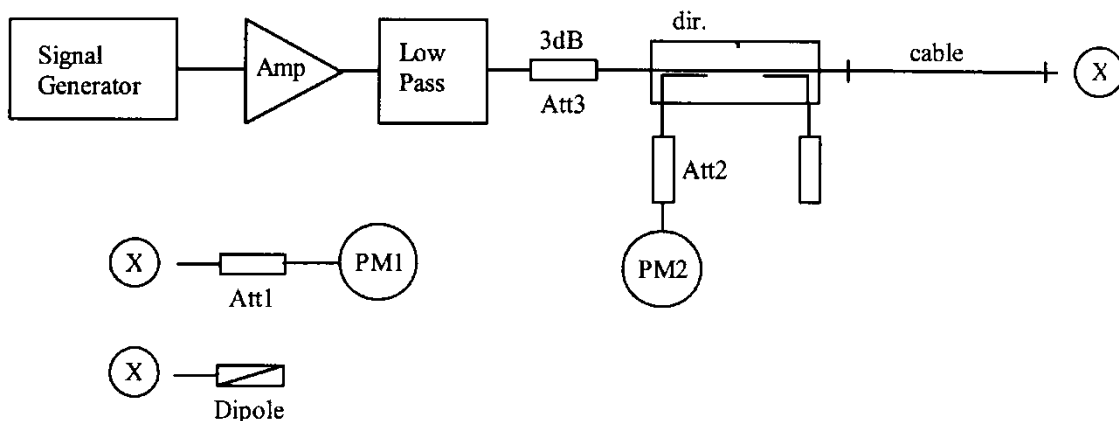 Signal
Generator
Amp
Low
Pass
3dB
Att3
dir.
cable
X
Att2
PM2
X
Att1
PM1
X
Dipole